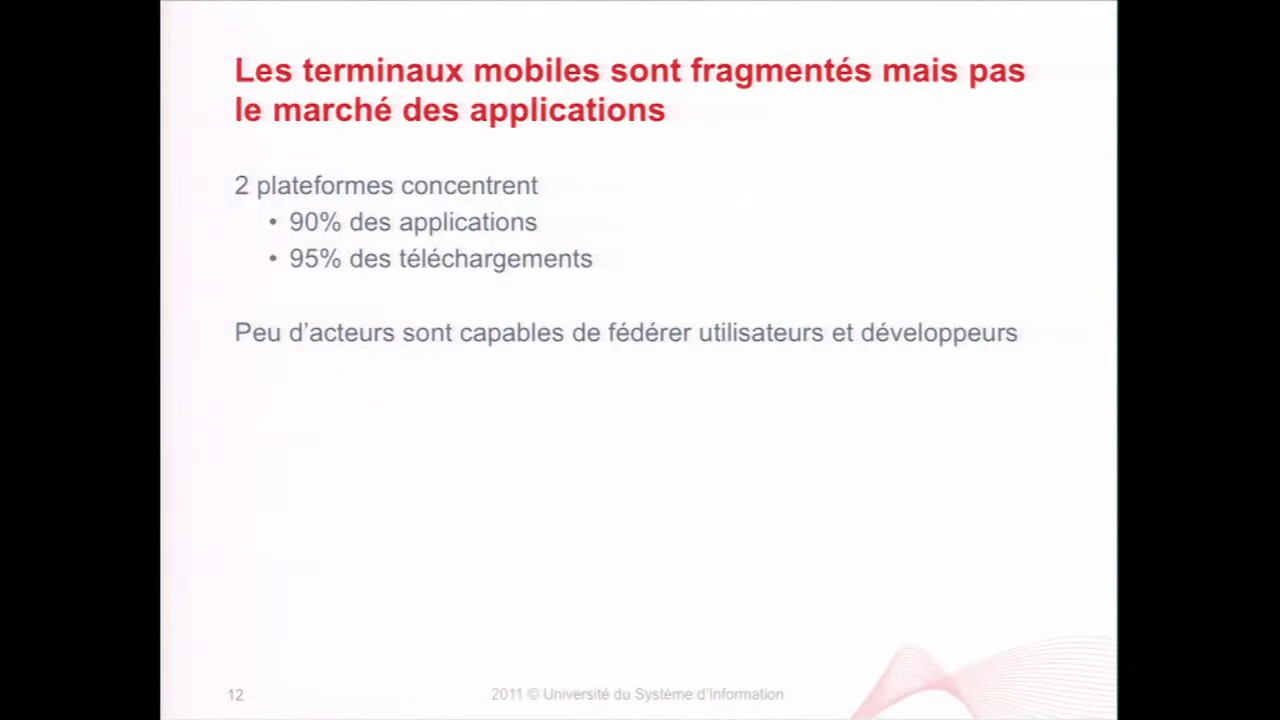 Les terminaux mobiles sont fragmentés mais pas
le marché des applications
2 plateformes concentrent
• 90% des applications
• 95% des téléchargements
Peu d’acteurs sont capables de fédérer utilisateurs et développeurs
12
2011 © Université du Système d’Information